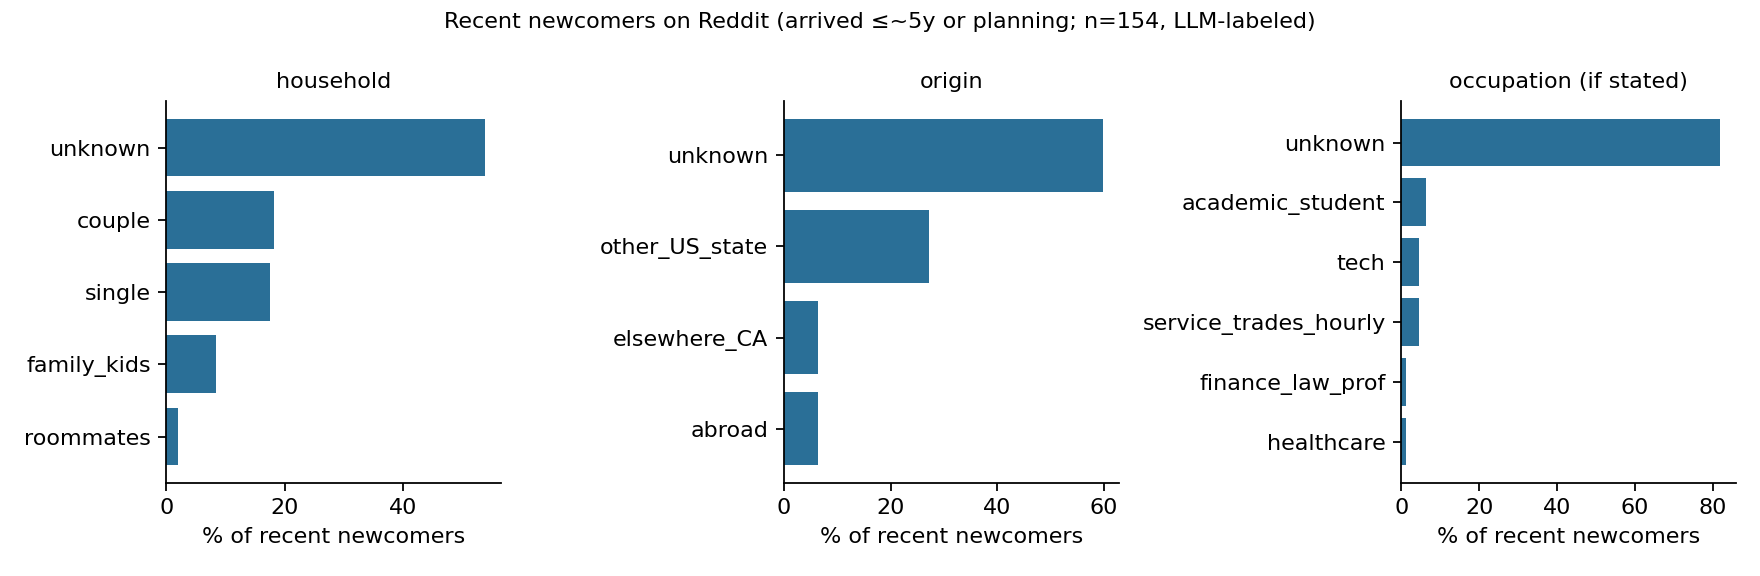 Recent newcomers on Reddit (arrived ≤~5y or planning; n=154, LLM-labeled)
household
unknown
couple
single
family_kids
roommates
0 20 40
% of recent newcomers
origin
unknown
other_US_state
elsewhere_CA
abroad
0 20 40 60
% of recent newcomers
occupation (if stated)
unknown
academic_student
tech
service_trades_hourly
finance_law_prof
healthcare
0 20 40 60 80
% of recent newcomers